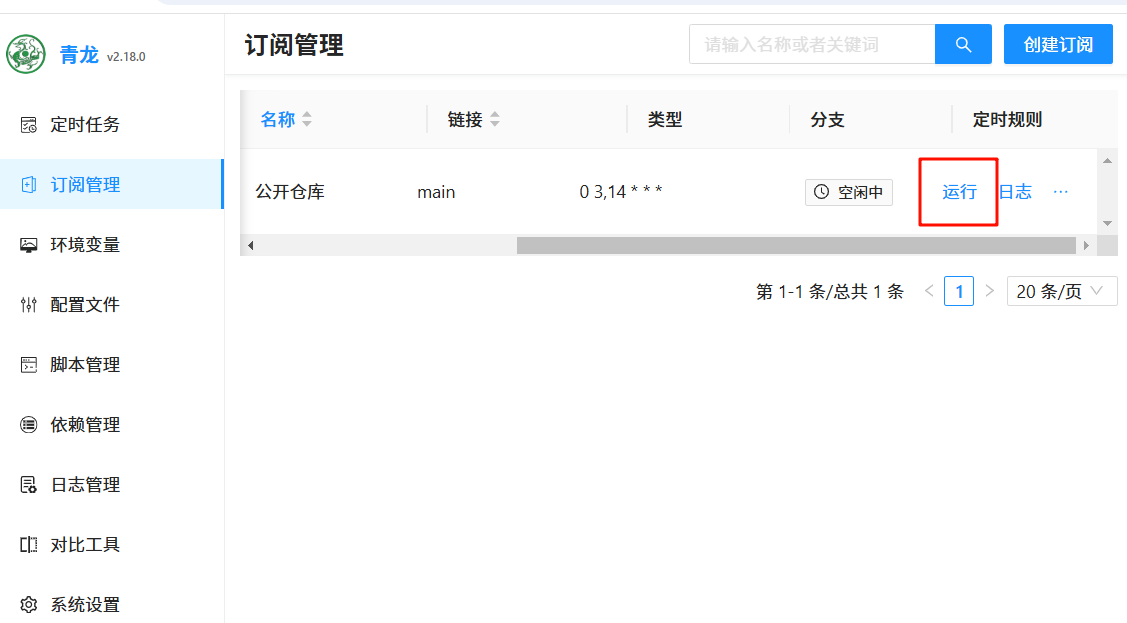 青龙 v2.18.0
定时任务
订阅管理
环境变量
配置文件
脚本管理
依赖管理
日志管理
对比工具
系统设置
订阅管理
请输入名称或者关键词
创建订阅
名称 链接 类型 分支 定时规则
公开仓库 main 0 3,14 * * * 空闲中 运行 日志 ···
第 1-1 条/总共 1 条 < 1 > 20 条/页